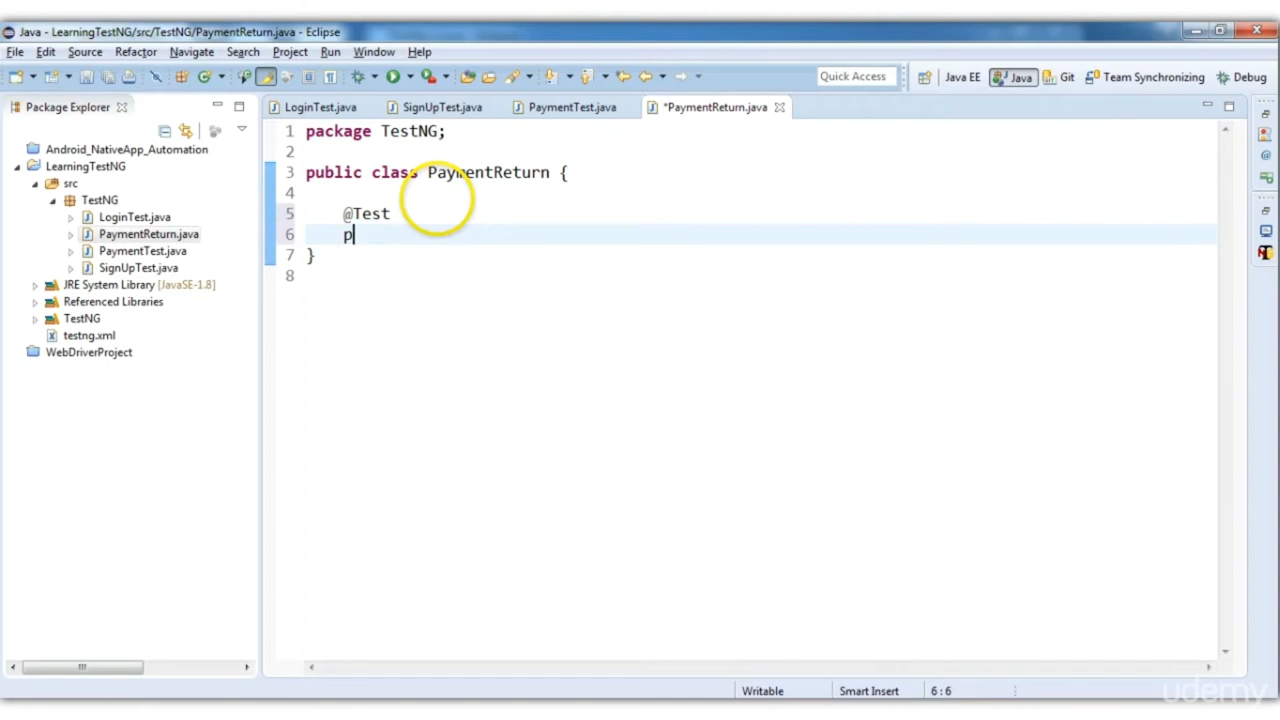 Java - LearningTestNG/src/TestNG/PaymentReturn.java - Eclipse
File Edit Source Refactor Navigate Search Project Run Window Help
Quick Access Java EE Java Git Team Synchronizing Debug
Package Explorer LoginTest.java SignUpTest.java PaymentTest.java *PaymentReturn.java
Android_NativeApp_Automation
LearningTestNG
src
TestNG
LoginTest.java
PaymentReturn.java
PaymentTest.java
SignUpTest.java
JRE System Library [JavaSE-1.8]
Referenced Libraries
TestNG
testng.xml
WebDriverProject
1 package TestNG;
2
3 public class PaymentReturn {
4
5 @Test
6 p
7 }
8
Writable Smart Insert 6 : 6
udemy